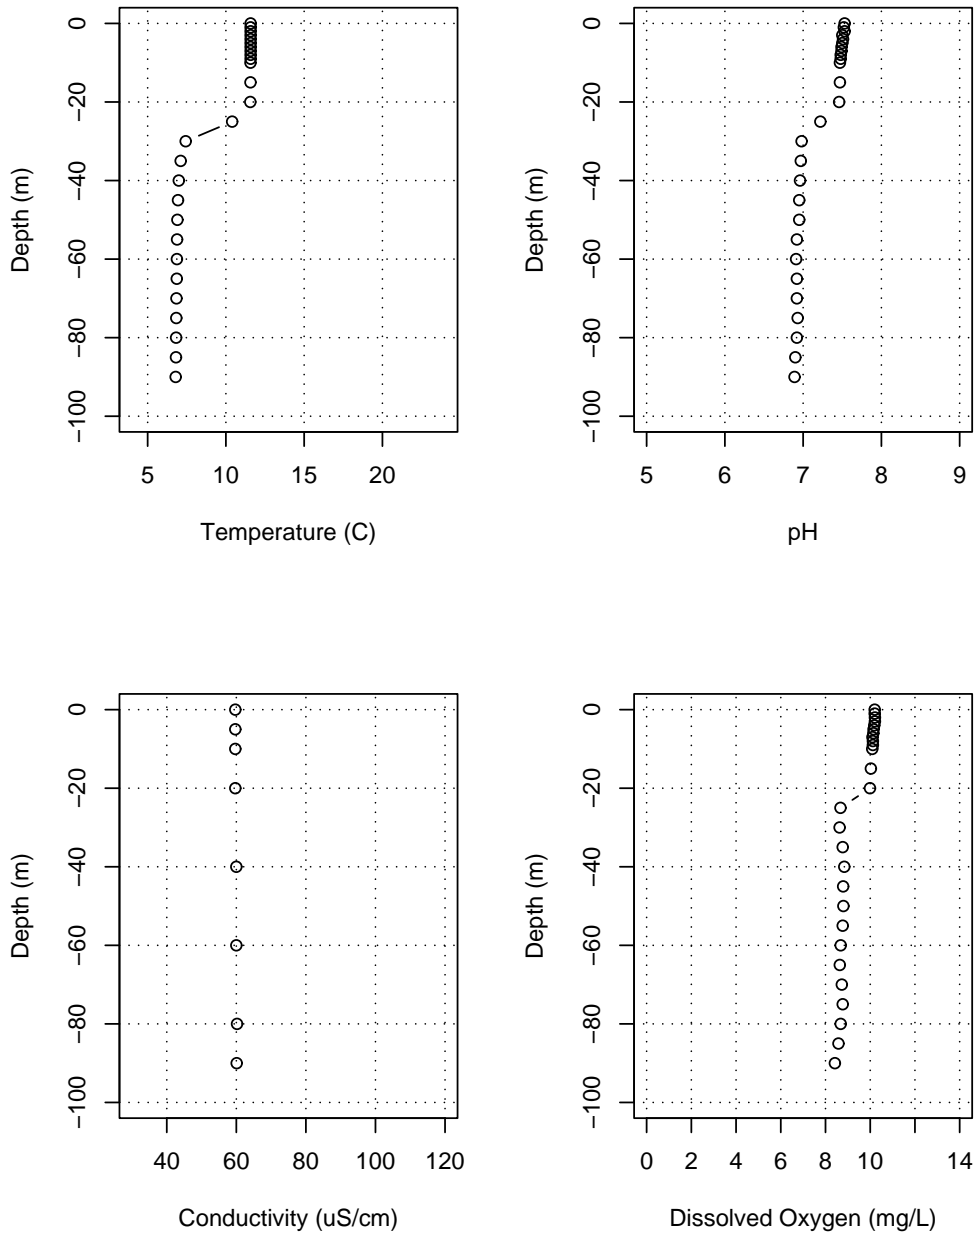 0
−20
−40
−60
−80
−100
Depth (m)
5 10 15 20
Temperature (C)
0
−20
−40
−60
−80
−100
Depth (m)
5 6 7 8 9
pH
0
−20
−40
−60
−80
−100
Depth (m)
40 60 80 100 120
Conductivity (uS/cm)
0
−20
−40
−60
−80
−100
Depth (m)
0 2 4 6 8 10 14
Dissolved Oxygen (mg/L)